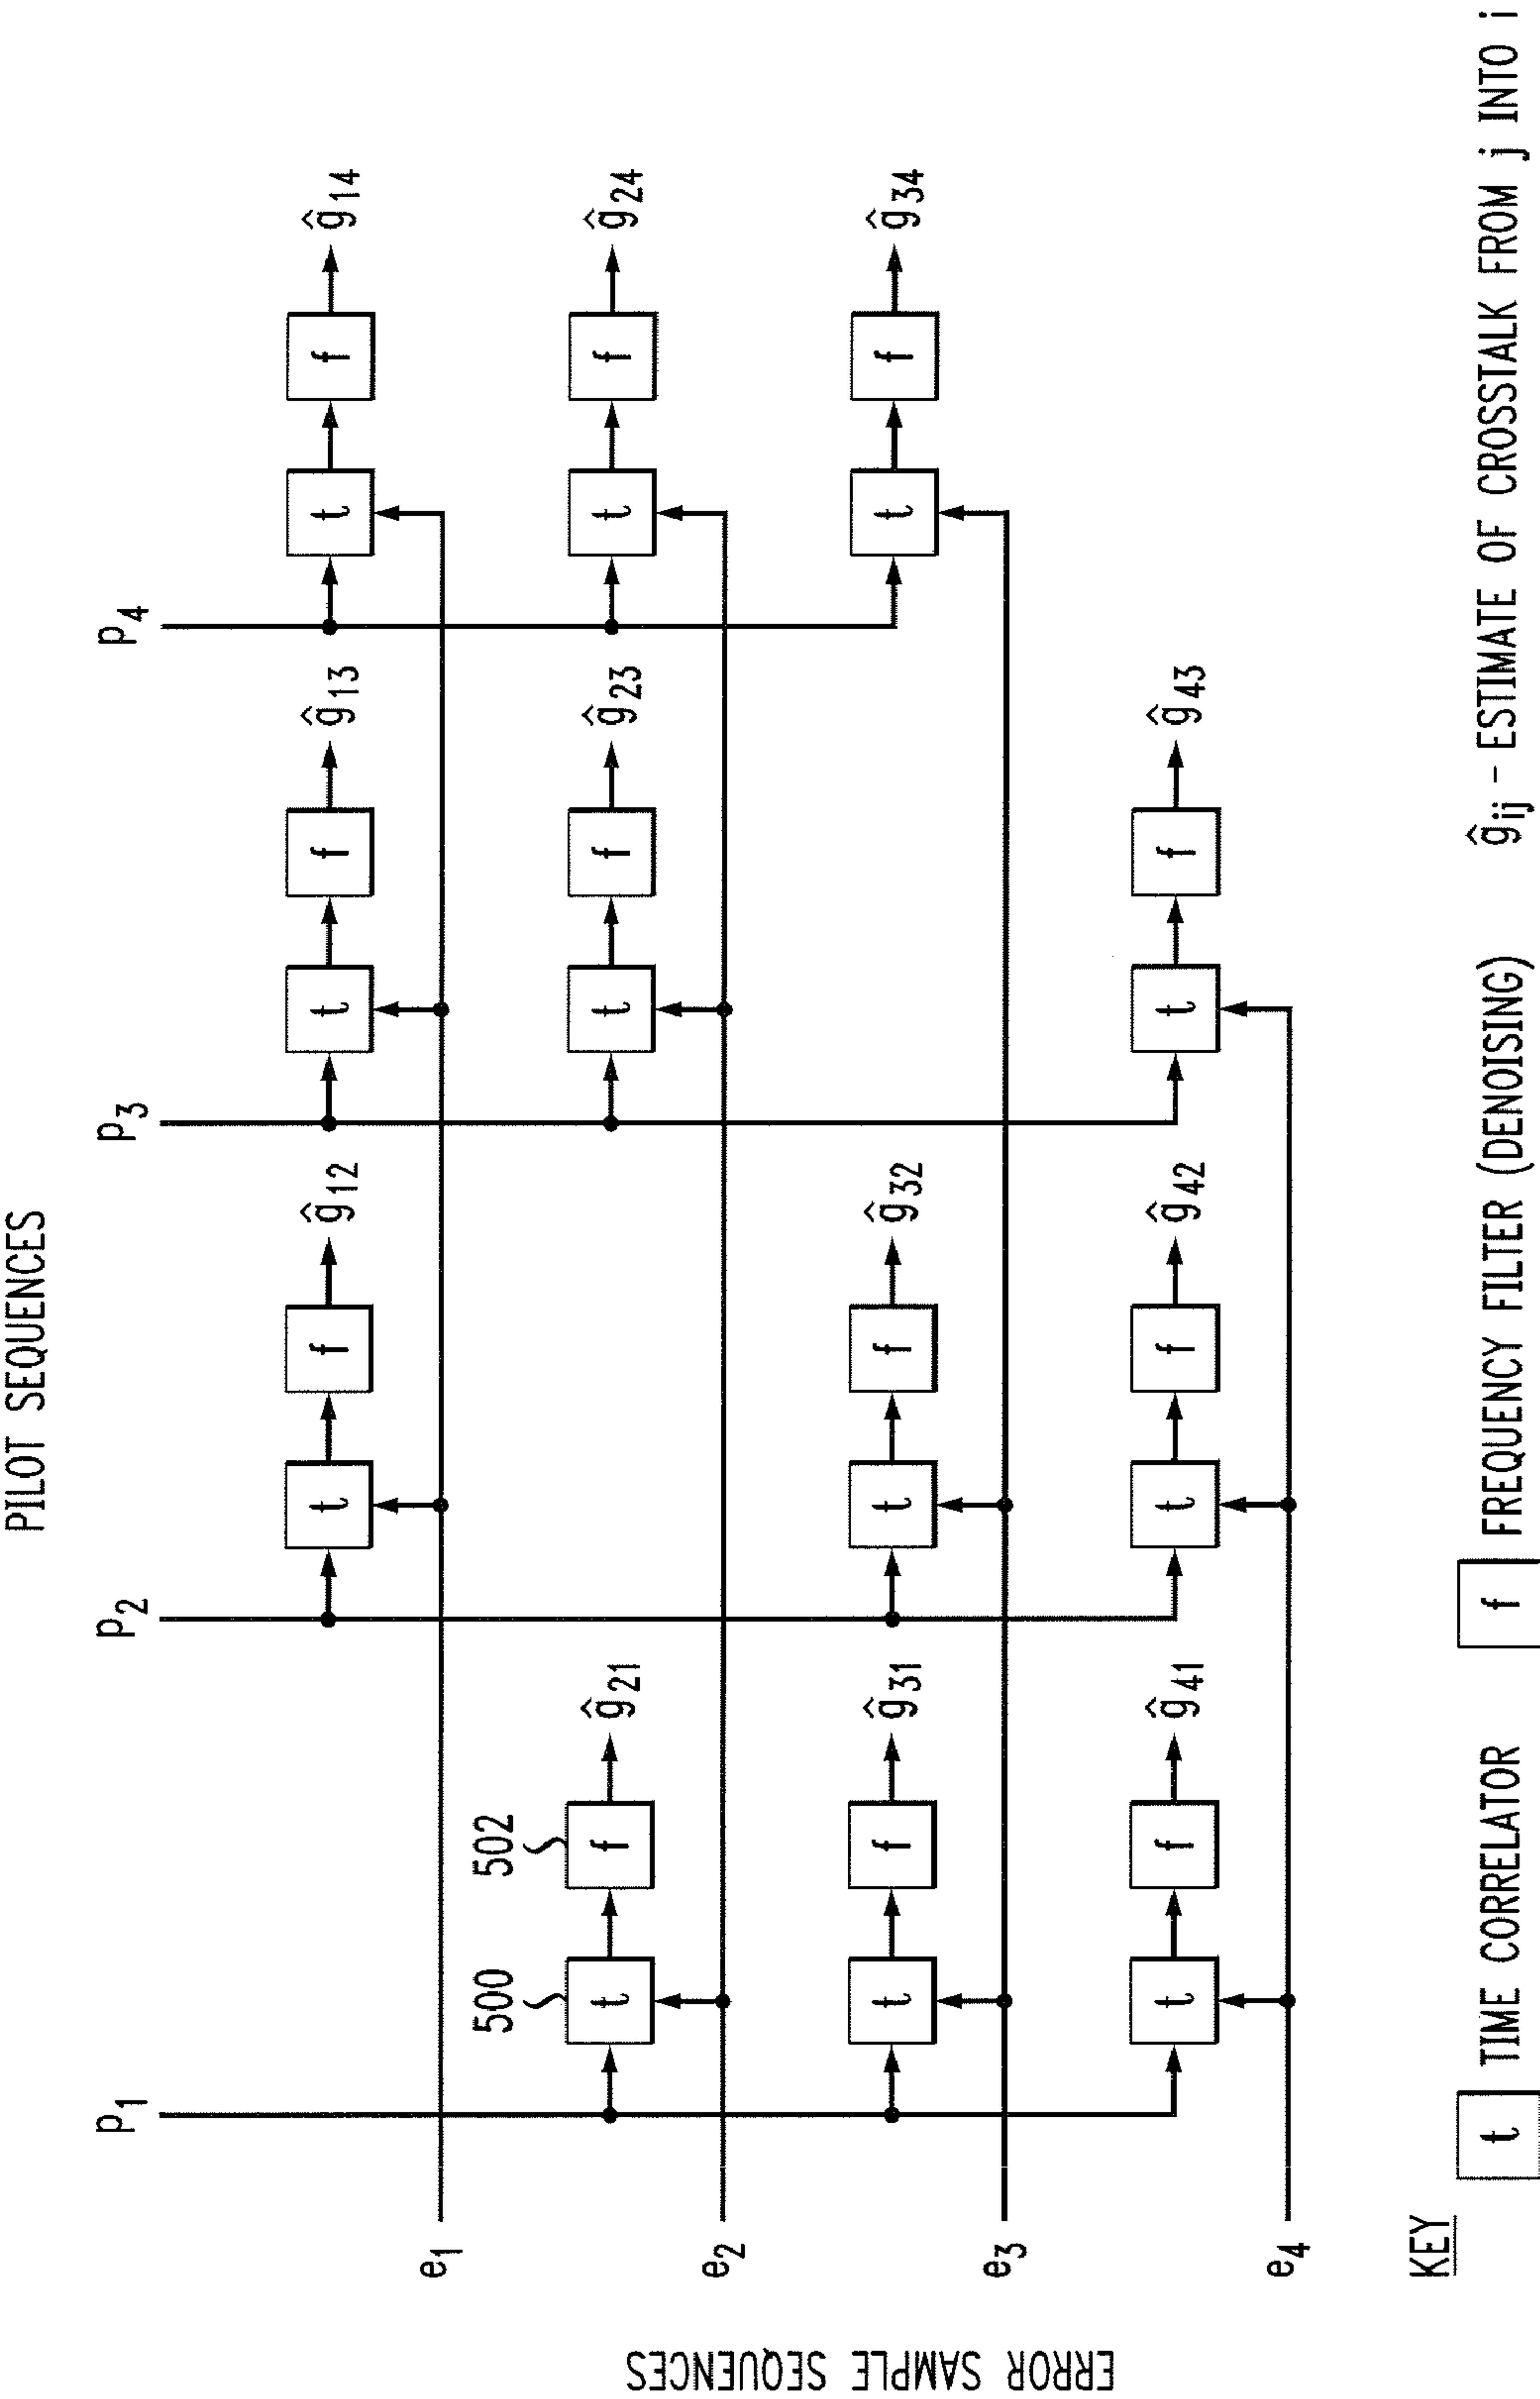 PILOT SEQUENCES
p1 p2 p3 p4
t f ĝ12 t f ĝ13 t f ĝ14
e1
500 502
t f ĝ21 t f ĝ23 t f ĝ24
e2
t f ĝ31 t f ĝ32 t f ĝ34
e3
t f ĝ41 t f ĝ42 t f ĝ43
e4
ERROR SAMPLE SEQUENCES
KEY
t TIME CORRELATOR f FREQUENCY FILTER (DENOISING) ĝij - ESTIMATE OF CROSSTALK FROM j INTO i